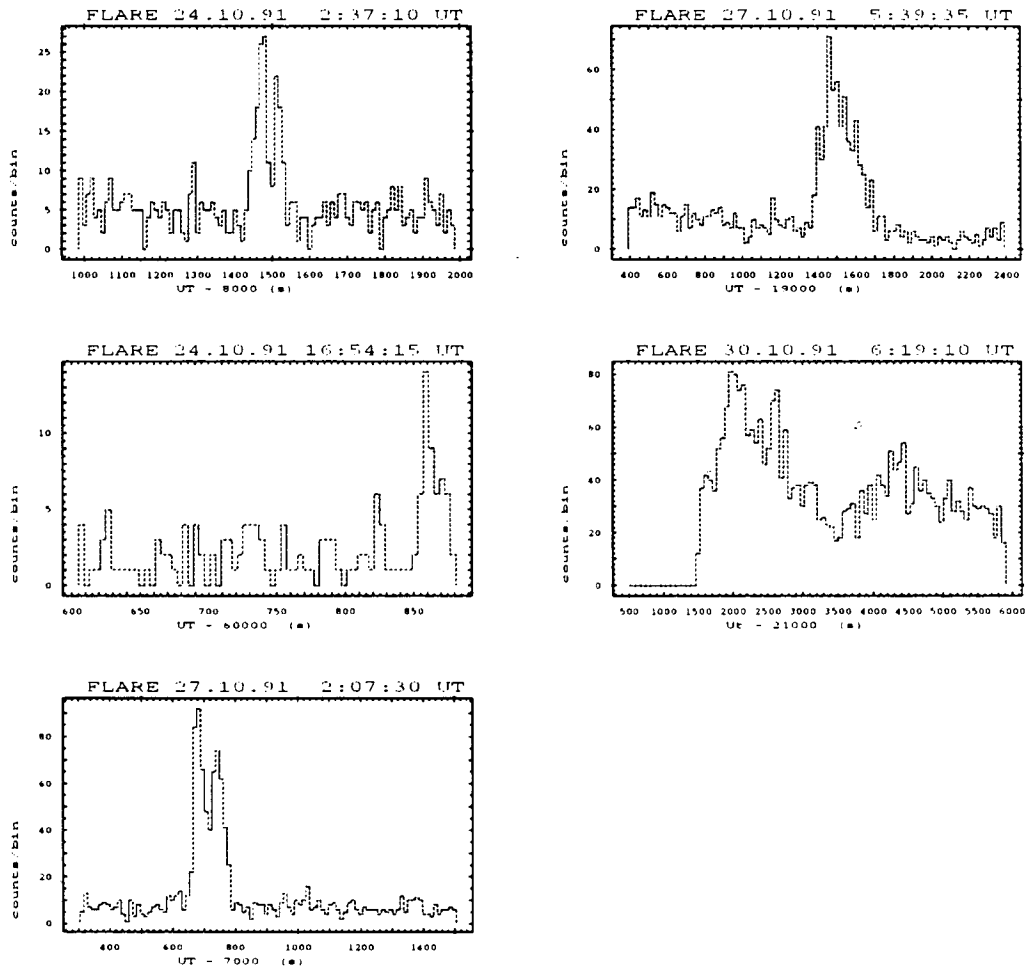 FLARE 24.10.91 2:37:10 UT
25
20
15
10
5
0
counts/bin
1000 1100 1200 1300 1400 1500 1600 1700 1800 1900 2000
UT - 8000 (s)
FLARE 27.10.91 5:39:35 UT
60
40
20
0
counts/bin
400 600 800 1000 1200 1400 1600 1800 2000 2200 2400
UT - 19000 (s)
FLARE 24.10.91 16:54:15 UT
10
5
0
counts/bin
600 650 700 750 800 850
UT - 60000 (s)
FLARE 30.10.91 6:19:10 UT
80
60
40
20
0
counts/bin
500 1000 1500 2000 2500 3000 3500 4000 4500 5000 5500 6000
UT - 21000 (s)
FLARE 27.10.91 2:07:30 UT
80
60
40
20
0
counts/bin
400 600 800 1000 1200 1400
UT - 7000 (s)